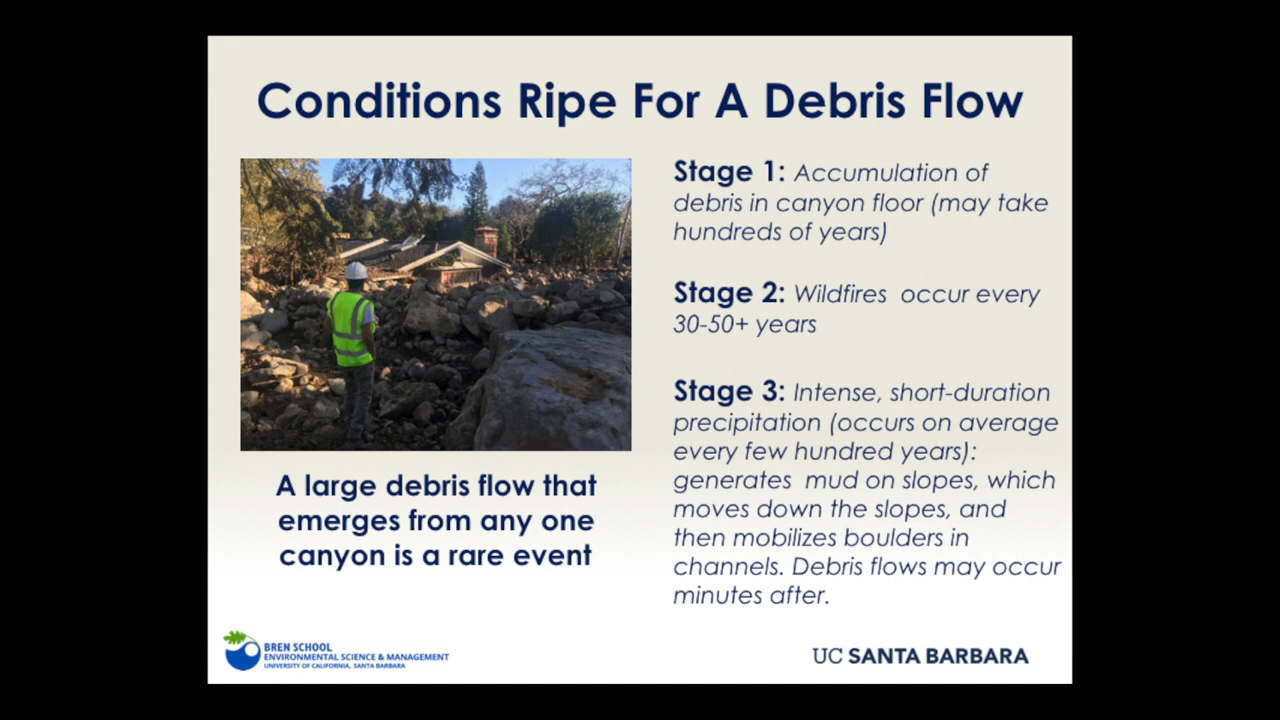 Conditions Ripe For A Debris Flow
Stage 1: Accumulation of
debris in canyon floor (may take
hundreds of years)
Stage 2: Wildfires occur every
30-50+ years
Stage 3: Intense, short-duration
precipitation (occurs on average
every few hundred years):
generates mud on slopes, which
moves down the slopes, and
then mobilizes boulders in
channels. Debris flows may occur
minutes after.
A large debris flow that
emerges from any one
canyon is a rare event
BREN SCHOOL
ENVIRONMENTAL SCIENCE & MANAGEMENT
UNIVERSITY OF CALIFORNIA, SANTA BARBARA
UC SANTA BARBARA